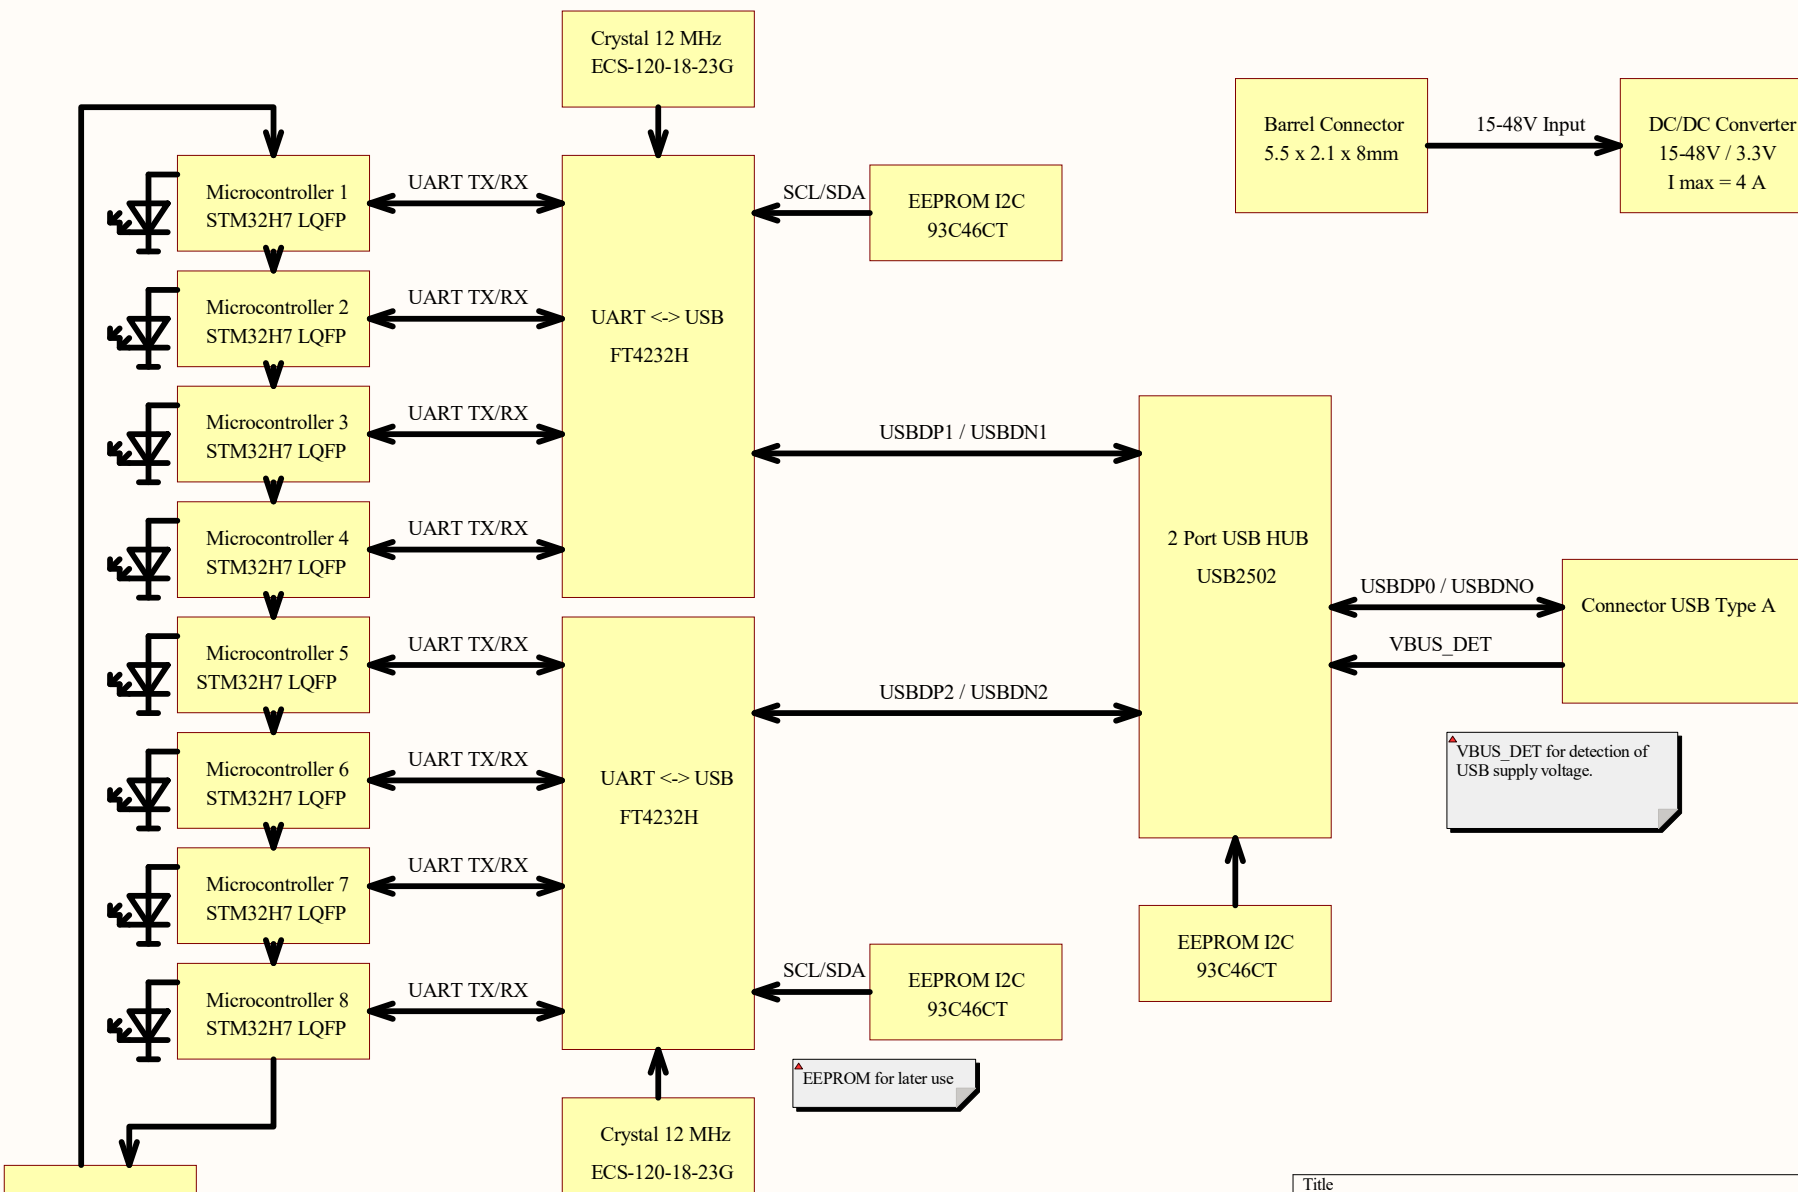 Crystal 12 MHz
ECS-120-18-23G
Barrel Connector
5.5 x 2.1 x 8mm
15-48V Input
DC/DC Converter
15-48V / 3.3V
I max = 4 A
Microcontroller 1
STM32H7 LQFP
UART TX/RX
SCL/SDA
EEPROM I2C
93C46CT
Microcontroller 2
STM32H7 LQFP
UART TX/RX
UART <-> USB
FT4232H
Microcontroller 3
STM32H7 LQFP
UART TX/RX
USBDP1 / USBDN1
Microcontroller 4
STM32H7 LQFP
UART TX/RX
2 Port USB HUB
USB2502
USBDP0 / USBDNO
Connector USB Type A
VBUS_DET
Microcontroller 5
STM32H7 LQFP
UART TX/RX
USBDP2 / USBDN2
VBUS_DET for detection of
USB supply voltage.
Microcontroller 6
STM32H7 LQFP
UART TX/RX
UART <-> USB
FT4232H
Microcontroller 7
STM32H7 LQFP
UART TX/RX
EEPROM I2C
93C46CT
Microcontroller 8
STM32H7 LQFP
UART TX/RX
SCL/SDA
EEPROM I2C
93C46CT
EEPROM for later use
Crystal 12 MHz
ECS-120-18-23G
Title